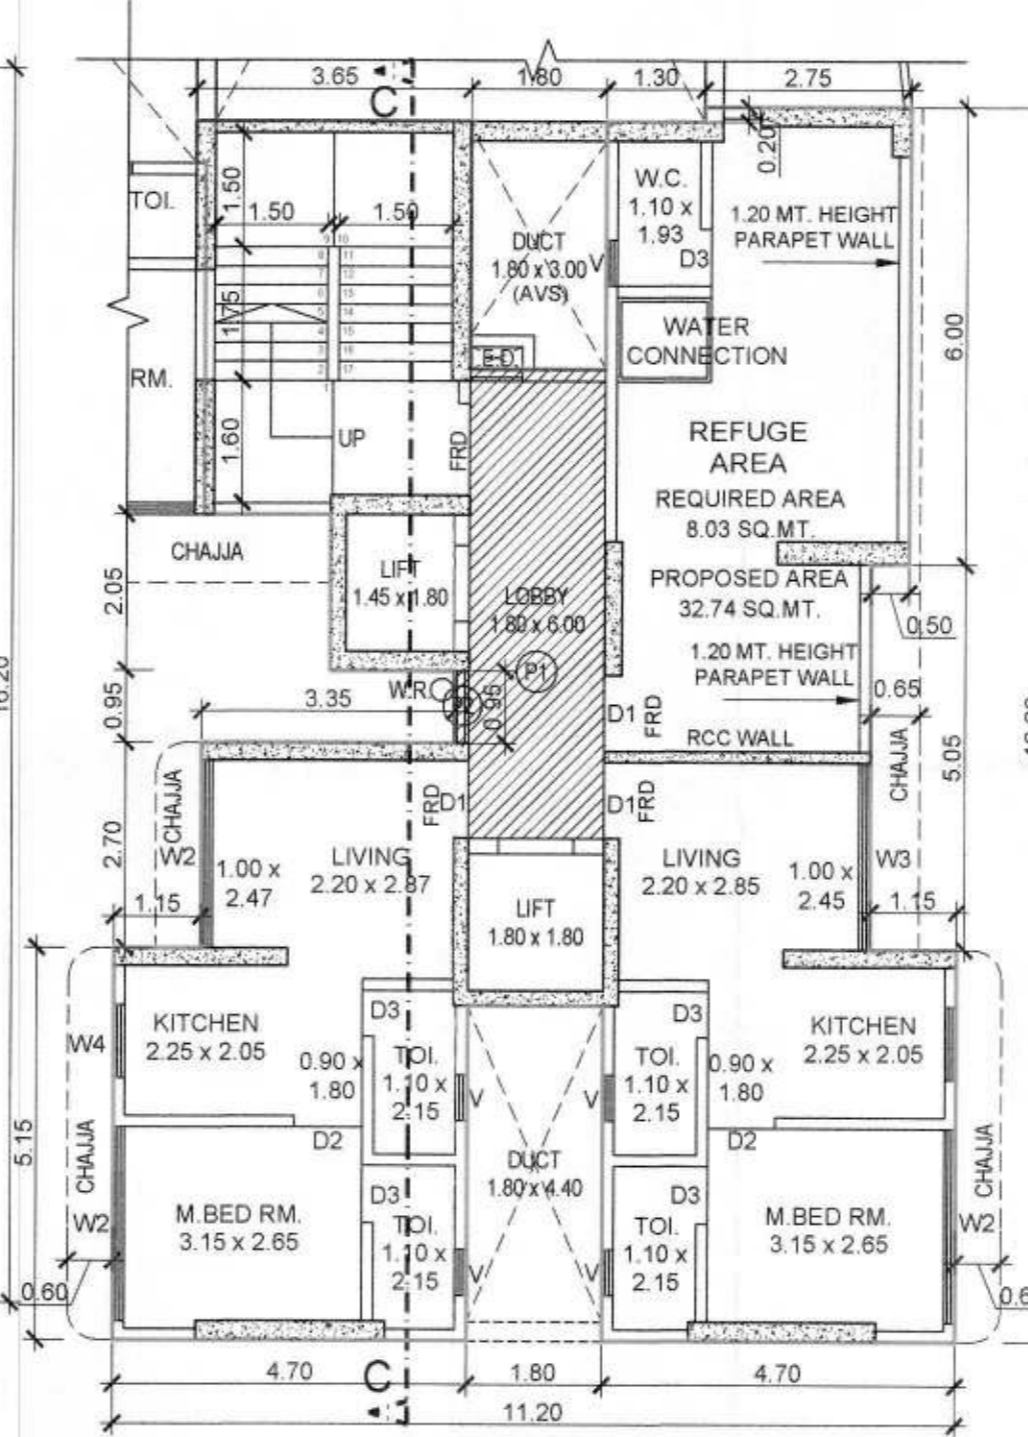 3.65
1.80
1.30
2.75
C
0.20
TOI.
1.50
1.50
1.50
DUCT
1.80 x 3.00
(AVS)
V
W.C.
1.10 x
1.93
D3
1.20 MT. HEIGHT
PARAPET WALL
1.75
E.D.
WATER
CONNECTION
6.00
RM.
1.60
UP
FRD
REFUGE
AREA
REQUIRED AREA
8.03 SQ.MT.
CHAJJA
LIFT
1.45 x 1.80
LOBBY
1.80 x 6.00
PROPOSED AREA
32.74 SQ.MT.
2.05
0.50
1.20 MT. HEIGHT
PARAPET WALL
P1
W.R.
0.95
0.95
3.35
0.65
D1
FRD
RCC WALL
CHAJJA
5.05
CHAJJA
FRD
D1
D1
FRD
2.70
W2
1.00 x
2.47
LIVING
2.20 x 2.87
LIVING
2.20 x 2.85
1.00 x
2.45
W3
1.15
1.15
LIFT
1.80 x 1.80
D3
D3
KITCHEN
2.25 x 2.05
KITCHEN
2.25 x 2.05
W4
0.90 x
1.80
TOI.
1.10 x
2.15
V
V
TOI.
1.10 x
2.15
0.90 x
1.80
5.15
CHAJJA
CHAJJA
D2
D2
DUCT
1.80 x 4.40
D3
D3
W2
M.BED RM.
3.15 x 2.65
TOI.
1.10 x
2.15
V
V
TOI.
1.10 x
2.15
M.BED RM.
3.15 x 2.65
W2
0.60
4.70
C
1.80
4.70
11.20